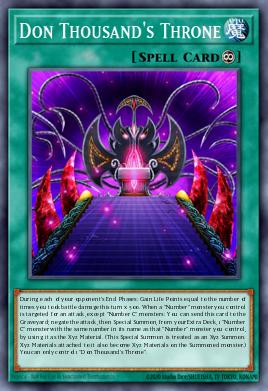 Don Thousand's Throne
魔
[Spell Card]
During each of your opponent's End Phases: Gain Life Points equal to the number of
times you took battle damage this turn x 500. When a "Number" monster you control
is targeted for an attack, except "Number C" monsters: You can send this card to the
Graveyard; negate the attack, then Special Summon, from your Extra Deck, 1 "Number
C" monster with the same number in its name as that "Number" monster you control,
by using it as the Xyz Material. (This Special Summon is treated as an Xyz Summon.
Xyz Materials attached to it also become Xyz Materials on the Summoned monster.)
You can only control 1 "Don Thousand's Throne".